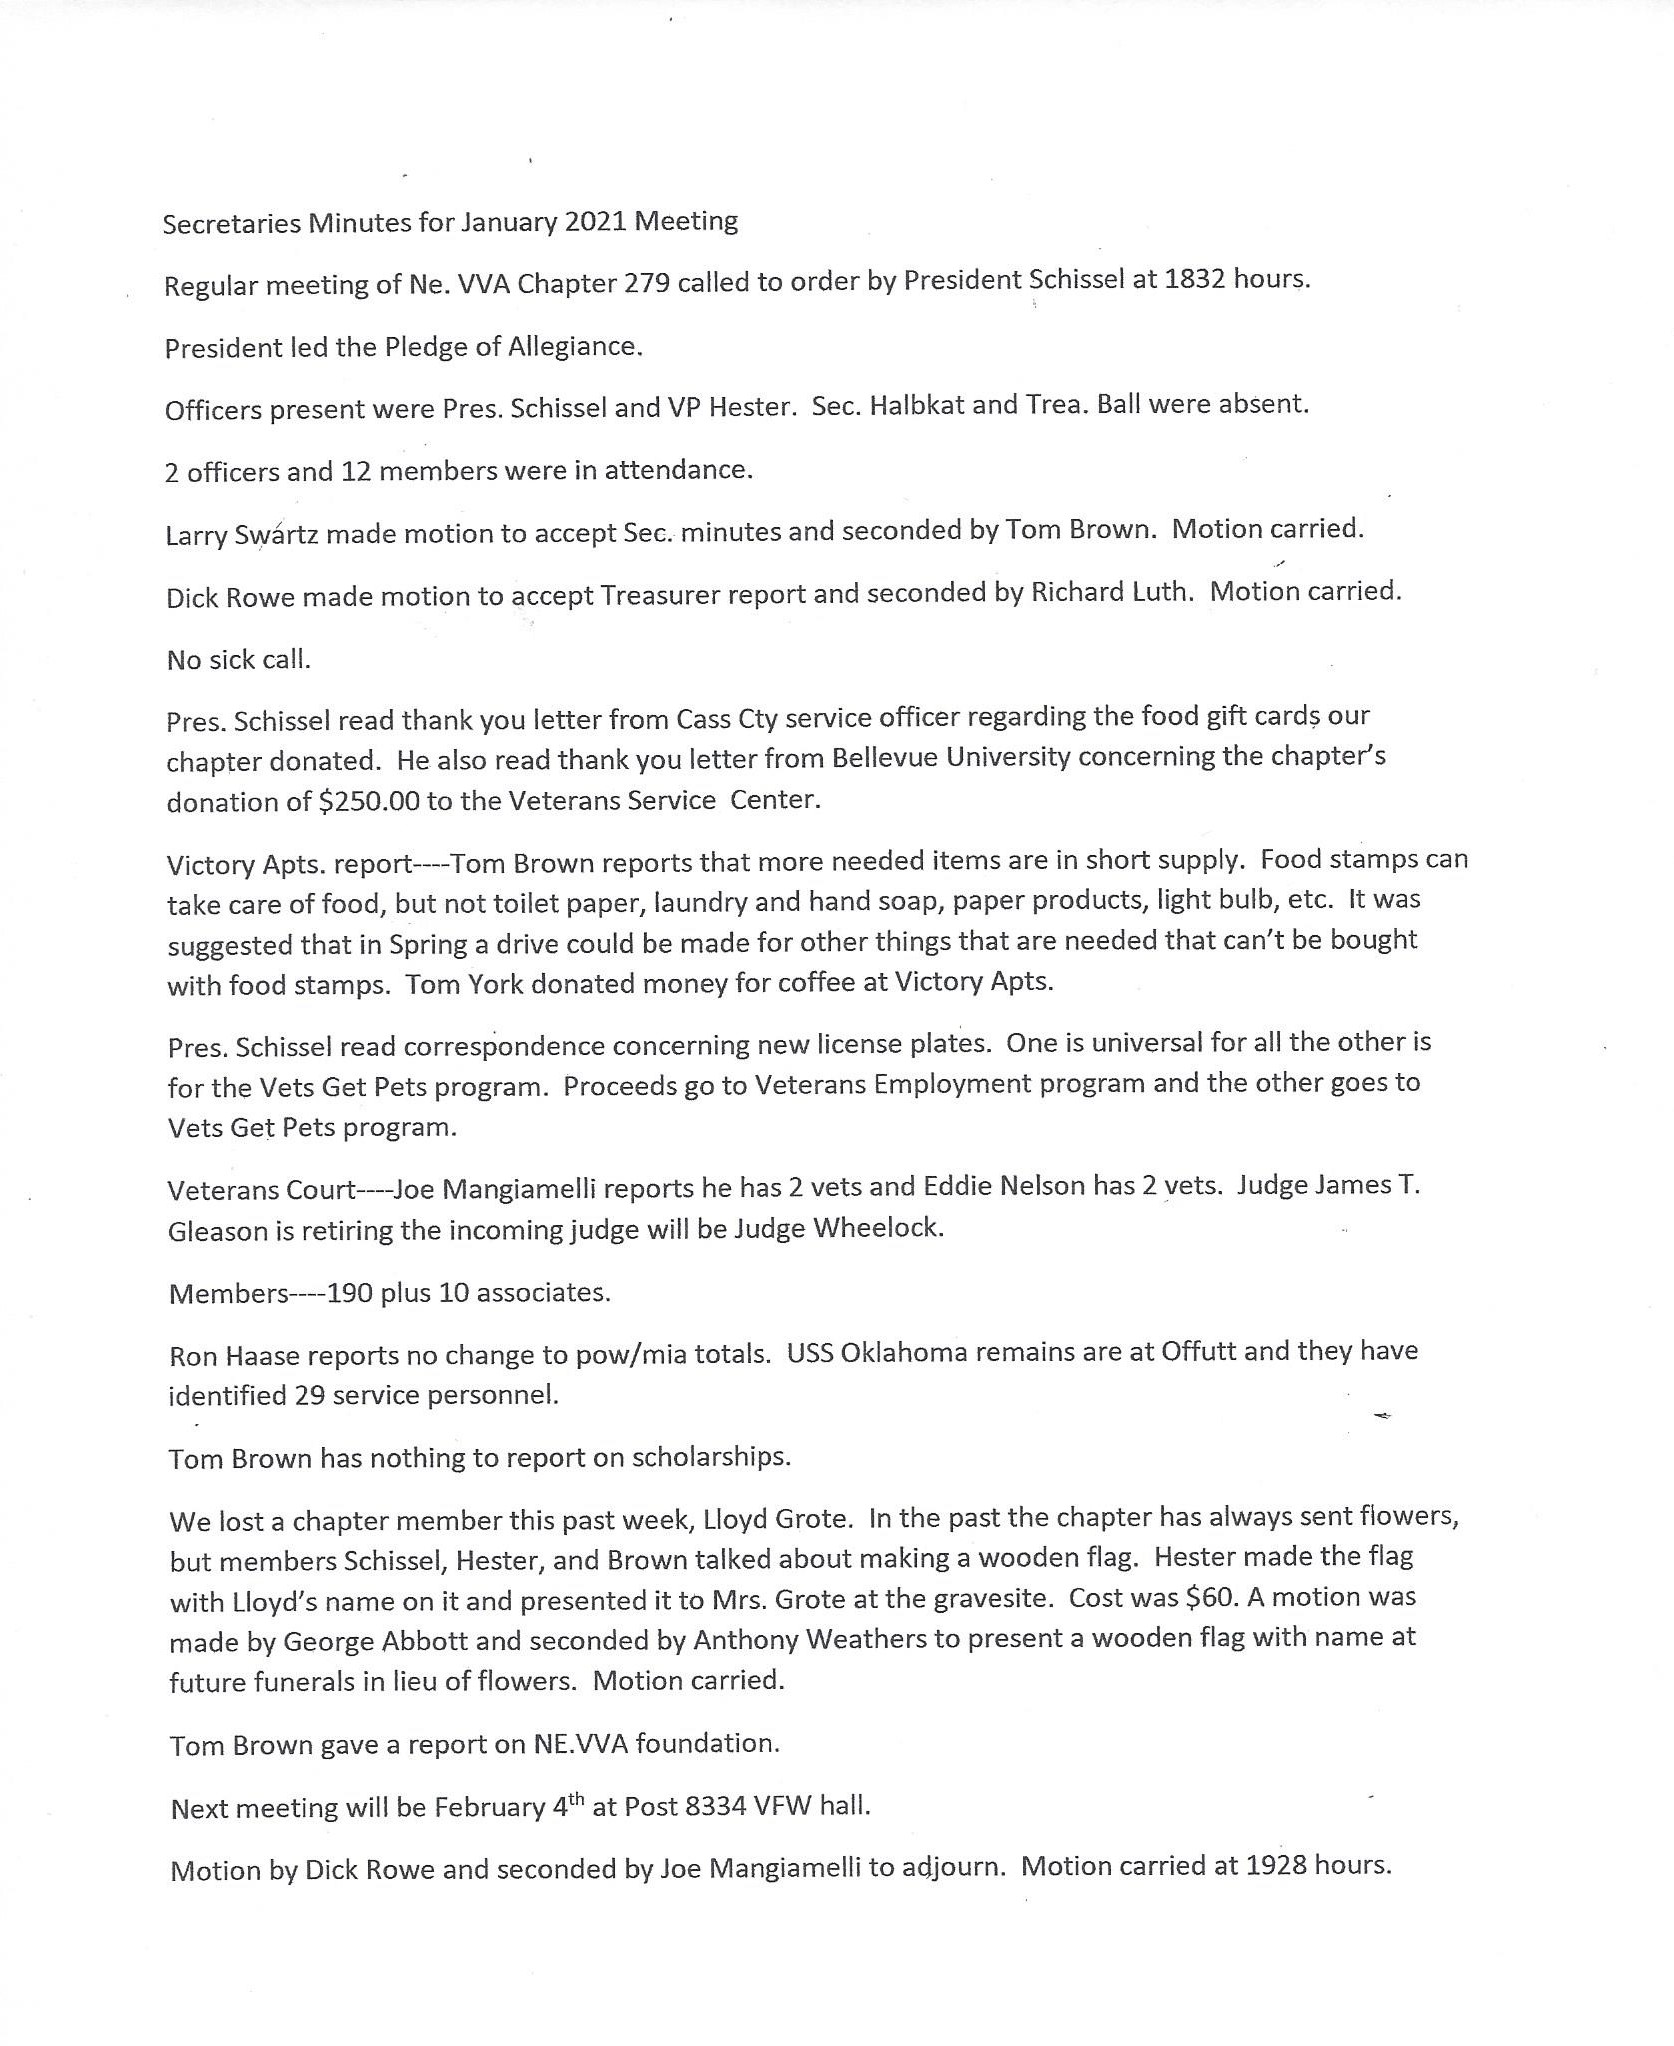 Secretaries Minutes for January 2021 Meeting
Regular meeting of Ne. VVA Chapter 279 called to order by President Schissel at 1832 hours.
President led the Pledge of Allegiance.
Officers present were Pres. Schissel and VP Hester.  Sec. Halbkat and Trea. Ball were absent.
2 officers and 12 members were in attendance.
Larry Swartz made motion to accept Sec. minutes and seconded by Tom Brown.  Motion carried.
Dick Rowe made motion to accept Treasurer report and seconded by Richard Luth.  Motion carried.
No sick call.
Pres. Schissel read thank you letter from Cass Cty service officer regarding the food gift cards our
chapter donated.  He also read thank you letter from Bellevue University concerning the chapter's
donation of $250.00 to the Veterans Service  Center.
Victory Apts. report----Tom Brown reports that more needed items are in short supply.  Food stamps can
take care of food, but not toilet paper, laundry and hand soap, paper products, light bulb, etc.  It was
suggested that in Spring a drive could be made for other things that are needed that can't be bought
with food stamps.  Tom York donated money for coffee at Victory Apts.
Pres. Schissel read correspondence concerning new license plates.  One is universal for all the other is
for the Vets Get Pets program.  Proceeds go to Veterans Employment program and the other goes to
Vets Get Pets program.
Veterans Court----Joe Mangiamelli reports he has 2 vets and Eddie Nelson has 2 vets.  Judge James T.
Gleason is retiring the incoming judge will be Judge Wheelock.
Members----190 plus 10 associates.
Ron Haase reports no change to pow/mia totals.  USS Oklahoma remains are at Offutt and they have
identified 29 service personnel.
Tom Brown has nothing to report on scholarships.
We lost a chapter member this past week, Lloyd Grote.  In the past the chapter has always sent flowers,
but members Schissel, Hester, and Brown talked about making a wooden flag.  Hester made the flag
with Lloyd's name on it and presented it to Mrs. Grote at the gravesite.  Cost was $60. A motion was
made by George Abbott and seconded by Anthony Weathers to present a wooden flag with name at
future funerals in lieu of flowers.  Motion carried.
Tom Brown gave a report on NE.VVA foundation.
Next meeting will be February 4th at Post 8334 VFW hall.
Motion by Dick Rowe and seconded by Joe Mangiamelli to adjourn.  Motion carried at 1928 hours.